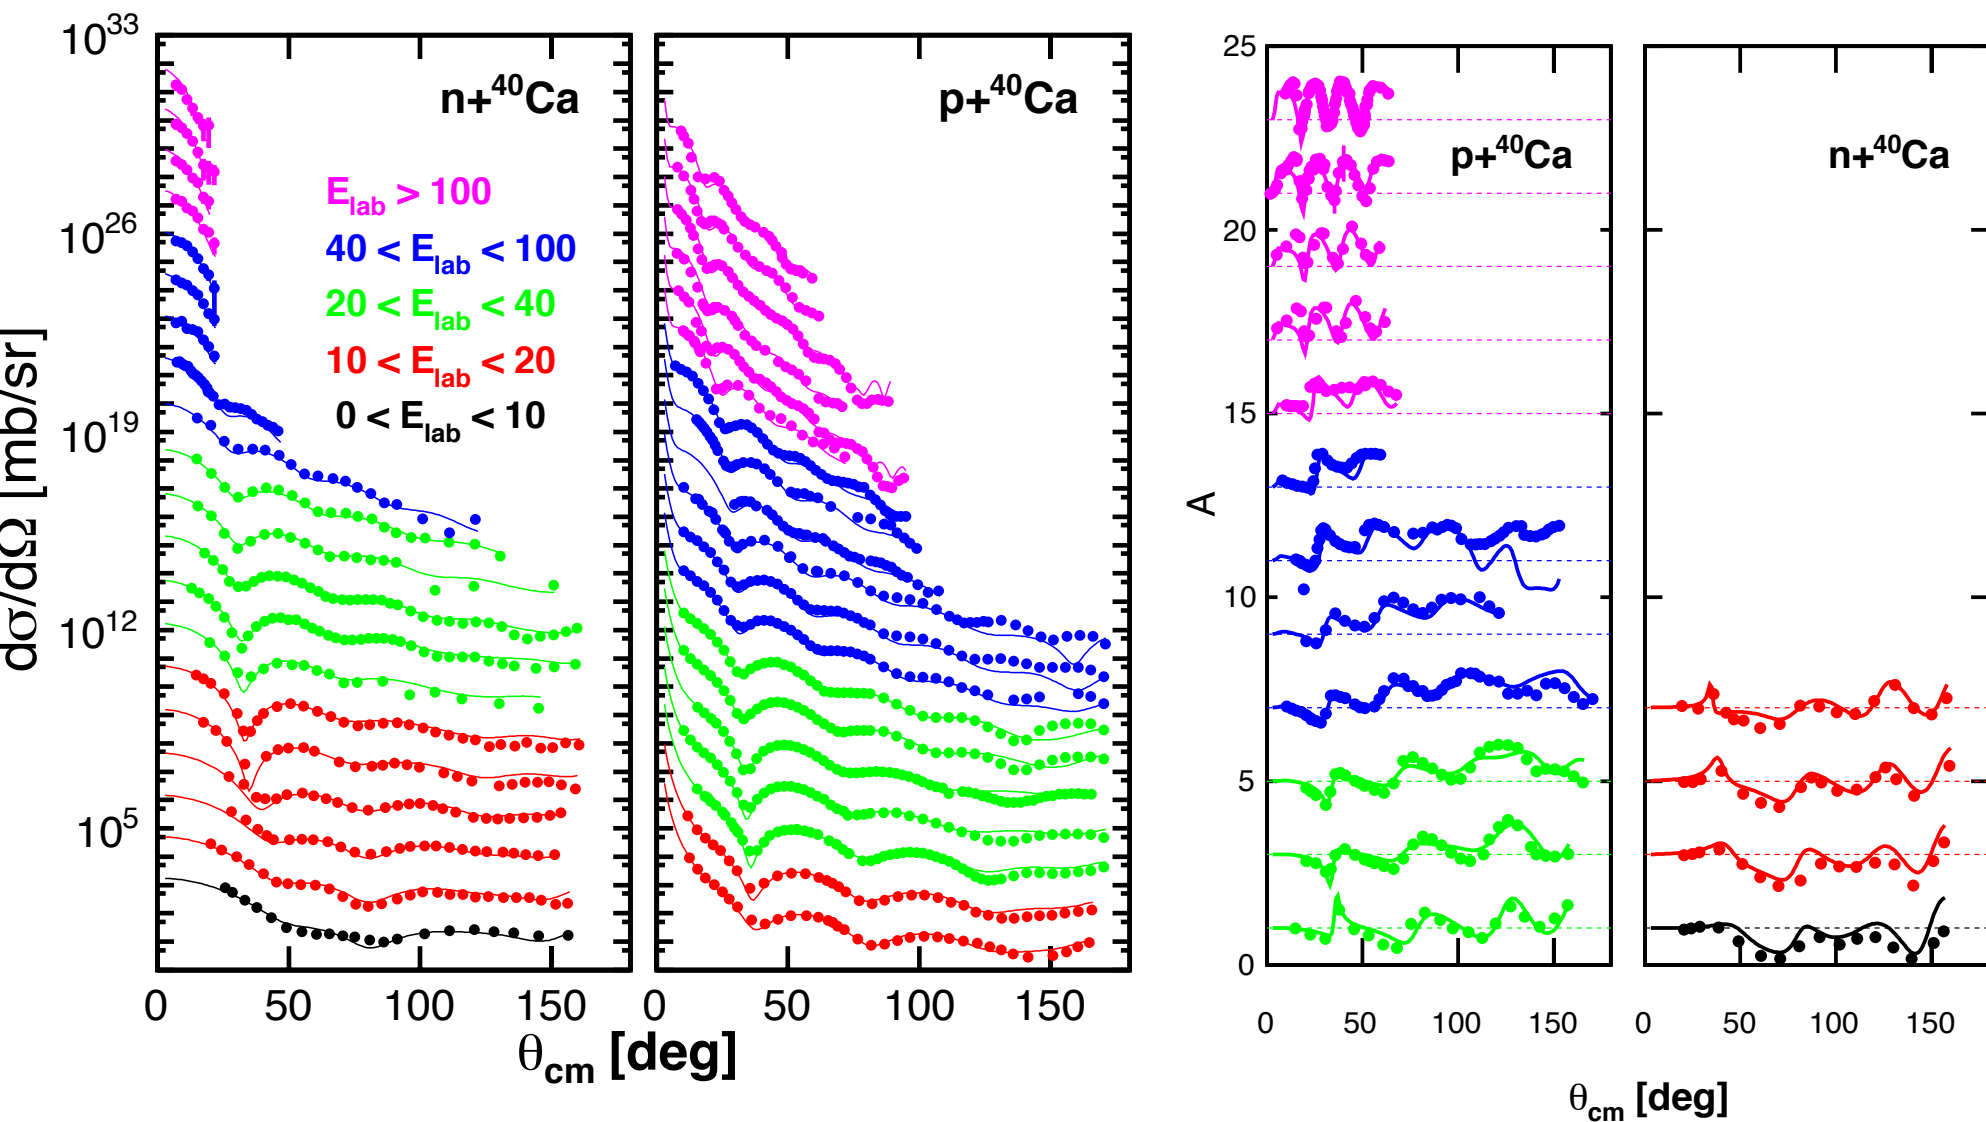 10^33
10^26
10^19
10^12
10^5
dσ/dΩ [mb/sr]
n+^40Ca
E_lab > 100
40 < E_lab < 100
20 < E_lab < 40
10 < E_lab < 20
0 < E_lab < 10
p+^40Ca
0 50 100 150
0 50 100 150
θ_cm [deg]
25
20
15
10
5
0
A
p+^40Ca
n+^40Ca
0 50 100 150
0 50 100 150
θ_cm [deg]